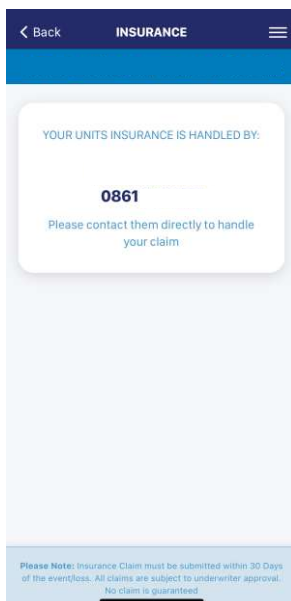 Back
INSURANCE
YOUR UNITS INSURANCE IS HANDLED BY:
0861
Please contact them directly to handle
your claim
Please Note: Insurance Claim must be submitted within 30 Days
of the event/loss. All claims are subject to underwriter approval.
No claim is guaranteed